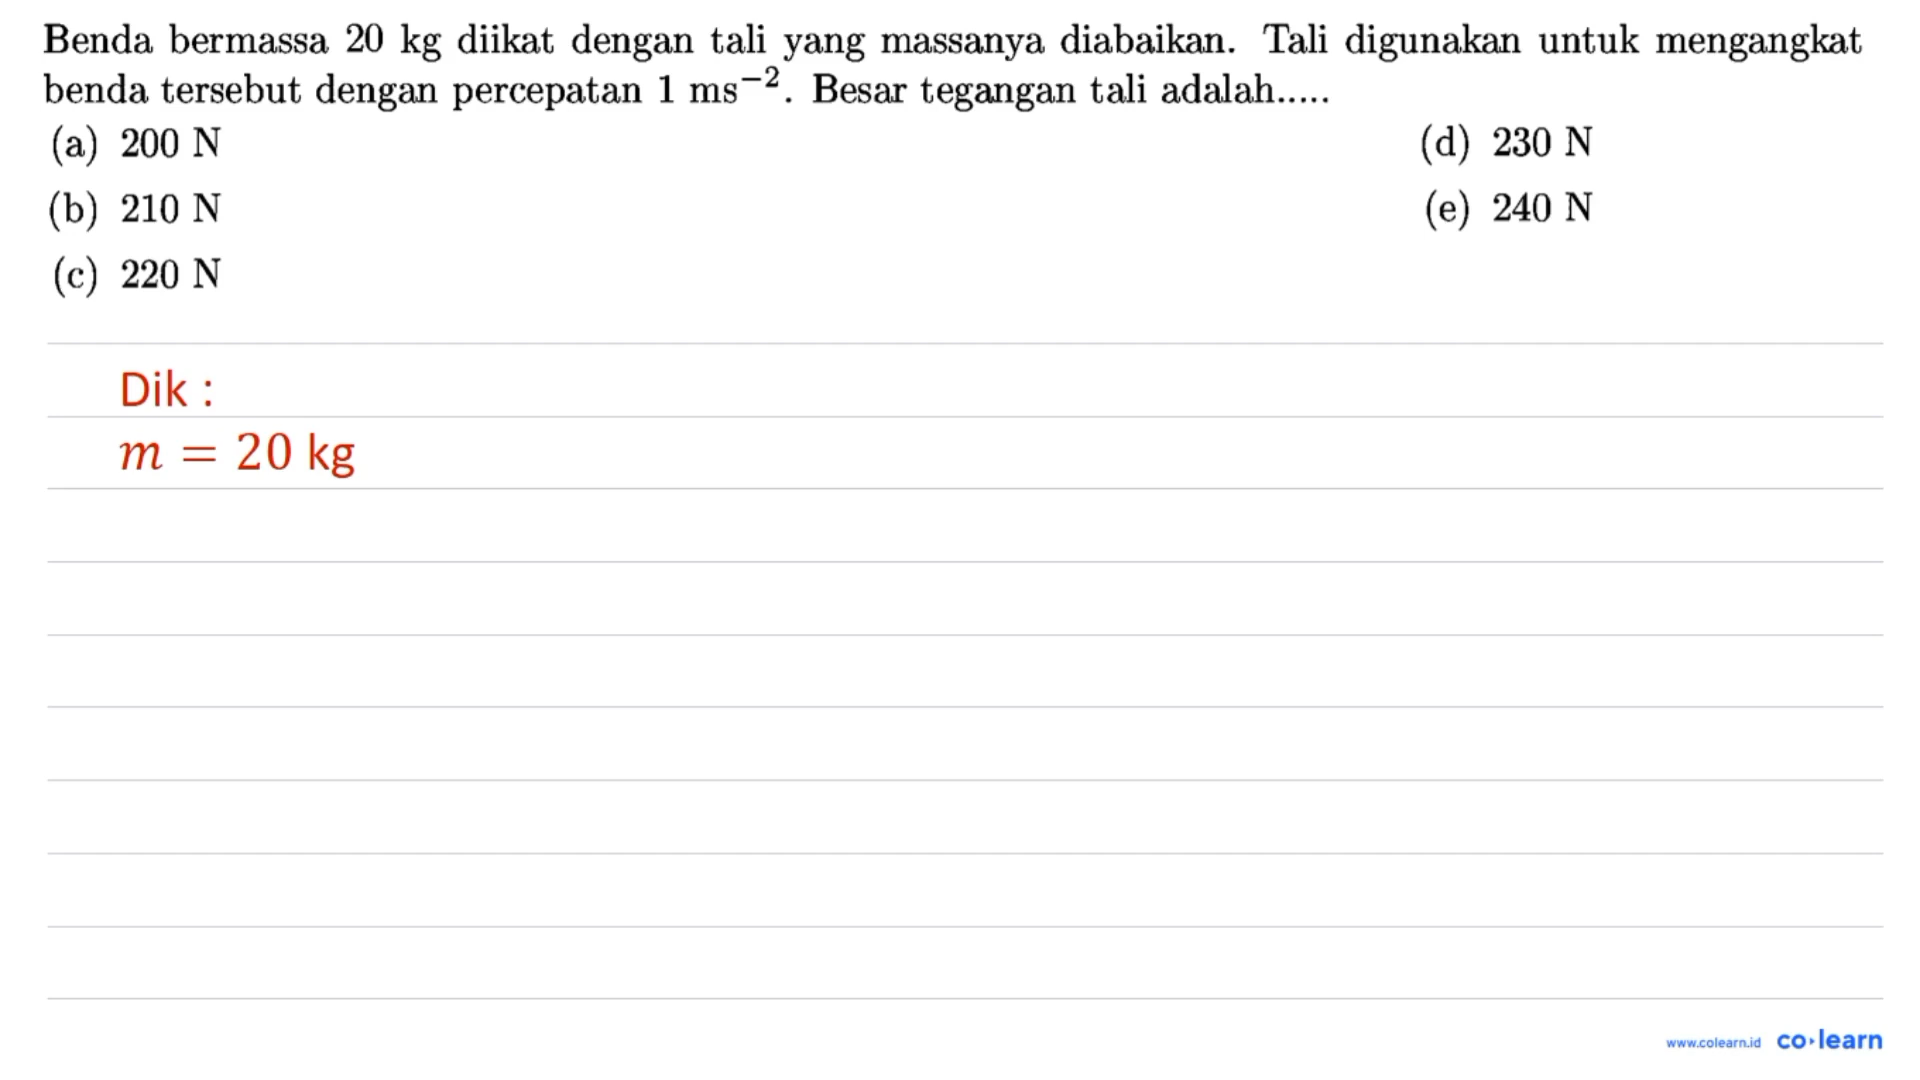 Benda bermassa 20 kg diikat dengan tali yang massanya diabaikan. Tali digunakan untuk mengangkat
benda tersebut dengan percepatan 1 ms⁻². Besar tegangan tali adalah.....
(a) 200 N
(b) 210 N
(c) 220 N
(d) 230 N
(e) 240 N
Dik :
m = 20 kg
www.colearn.id co·learn